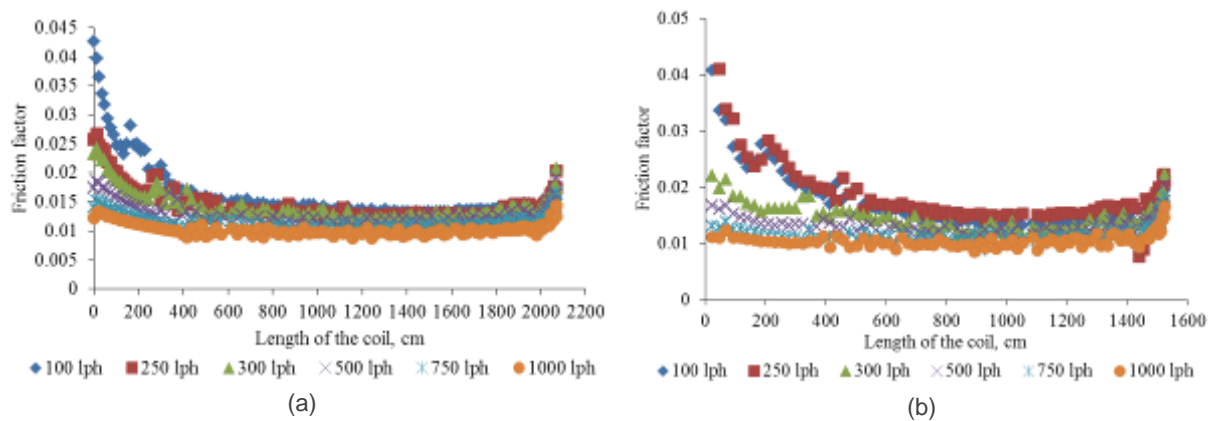 0.045
0.04
0.035
0.03
0.025
0.02
0.015
0.01
0.005
0
Friction factor
0 200 400 600 800 1000 1200 1400 1600 1800 2000 2200
Length of the coil, cm
100 lph 250 lph 300 lph 500 lph 750 lph 1000 lph
(a)
0.05
0.04
0.03
0.02
0.01
0
Friction factor
0 200 400 600 800 1000 1200 1400 1600
Length of the coil, cm
100 lph 250 lph 300 lph 500 lph 750 lph 1000 lph
(b)